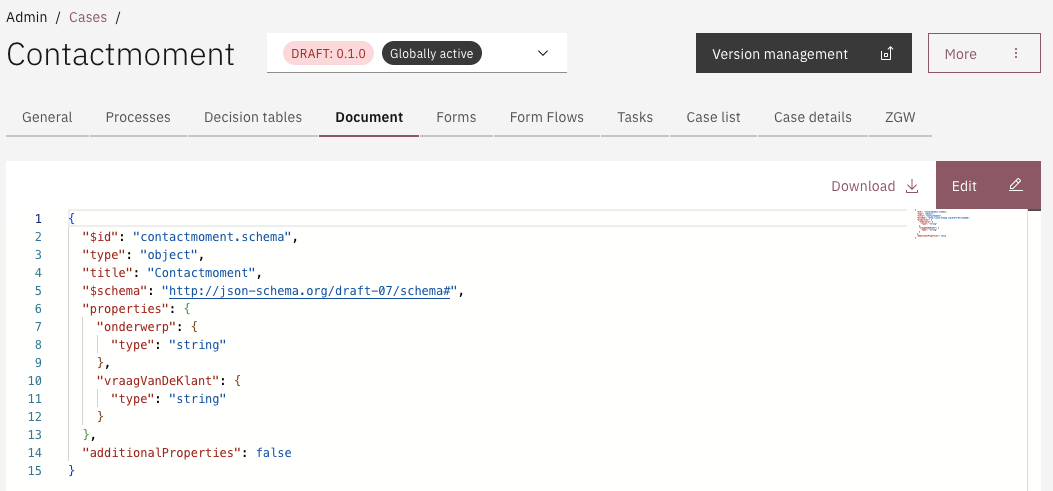 Admin / Cases /
Contactmoment
DRAFT: 0.1.0 Globally active
Version management
More
General Processes Decision tables Document Forms Form Flows Tasks Case list Case details ZGW
Download
Edit
1 {
2 "$id": "contactmoment.schema",
3 "type": "object",
4 "title": "Contactmoment",
5 "$schema": "http://json-schema.org/draft-07/schema#",
6 "properties": {
7 "onderwerp": {
8 "type": "string"
9 },
10 "vraagVanDeKlant": {
11 "type": "string"
12 }
13 },
14 "additionalProperties": false
15 }